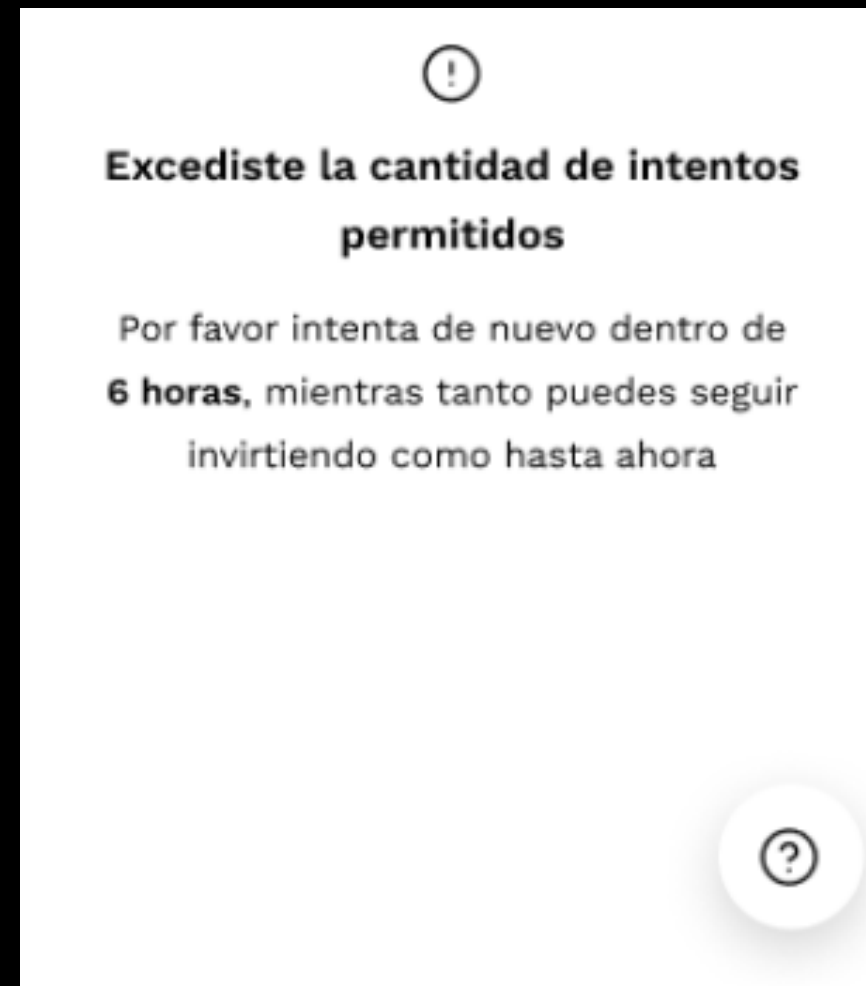 Excediste la cantidad de intentos
permitidos
Por favor intenta de nuevo dentro de
6 horas, mientras tanto puedes seguir
invirtiendo como hasta ahora